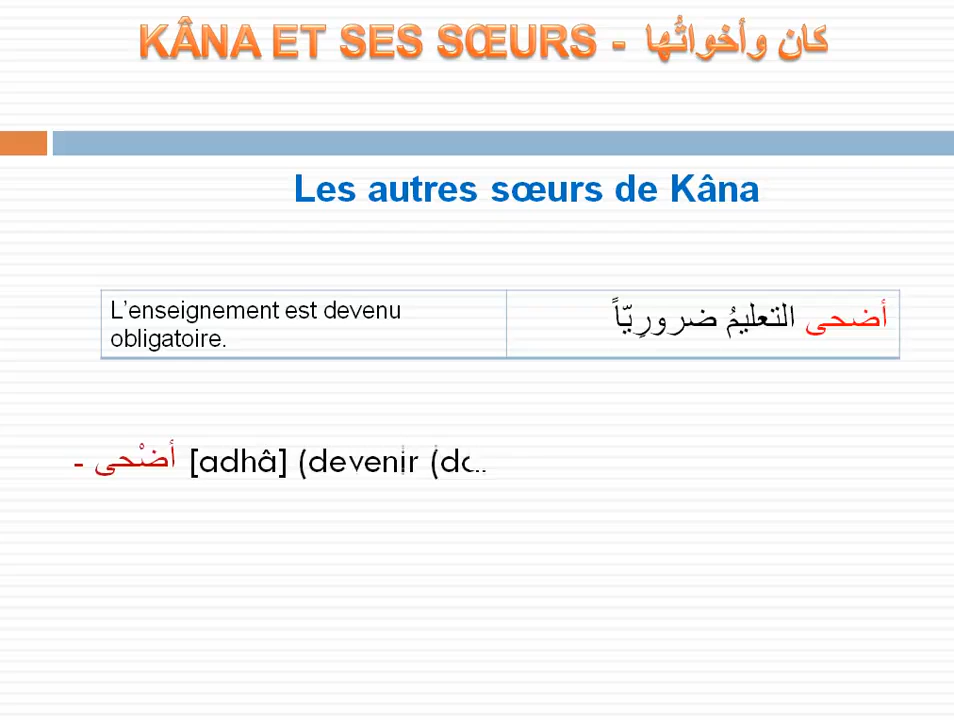 KÂNA ET SES SŒURS - كان وأخواتُها
Les autres sœurs de Kâna
L'enseignement est devenu
obligatoire.
أضحى التعليمُ ضرورِيّاً
- أضْحى [adhâ] (devenir